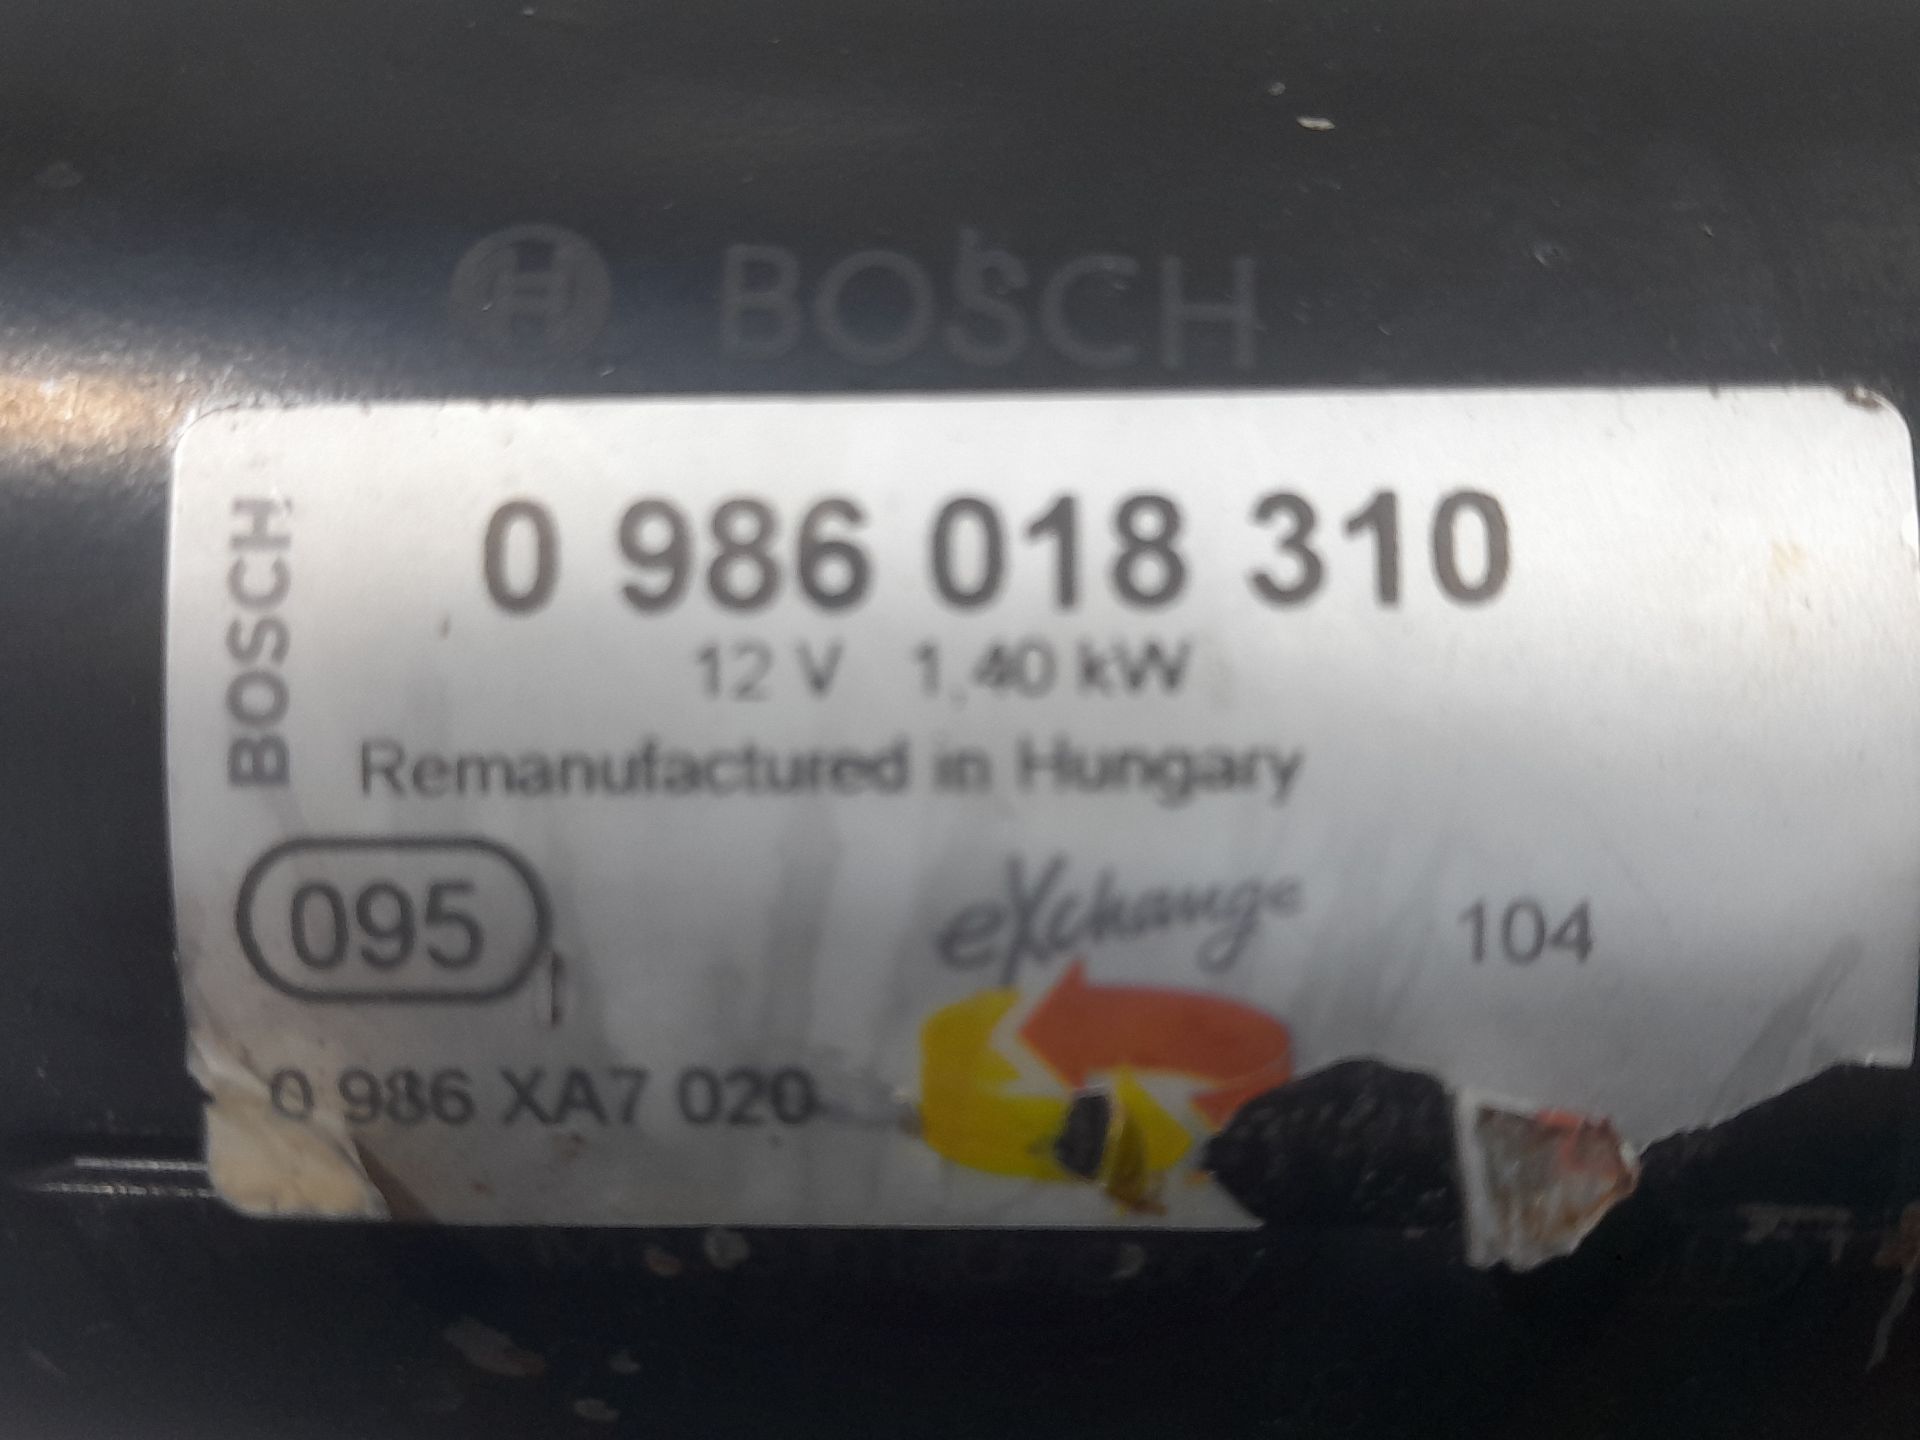 BOSCH
BOSCH
0 986 018 310
12 V 1,40 kW
Remanufactured in Hungary
095
eXchange
104
0 986 XA7 020